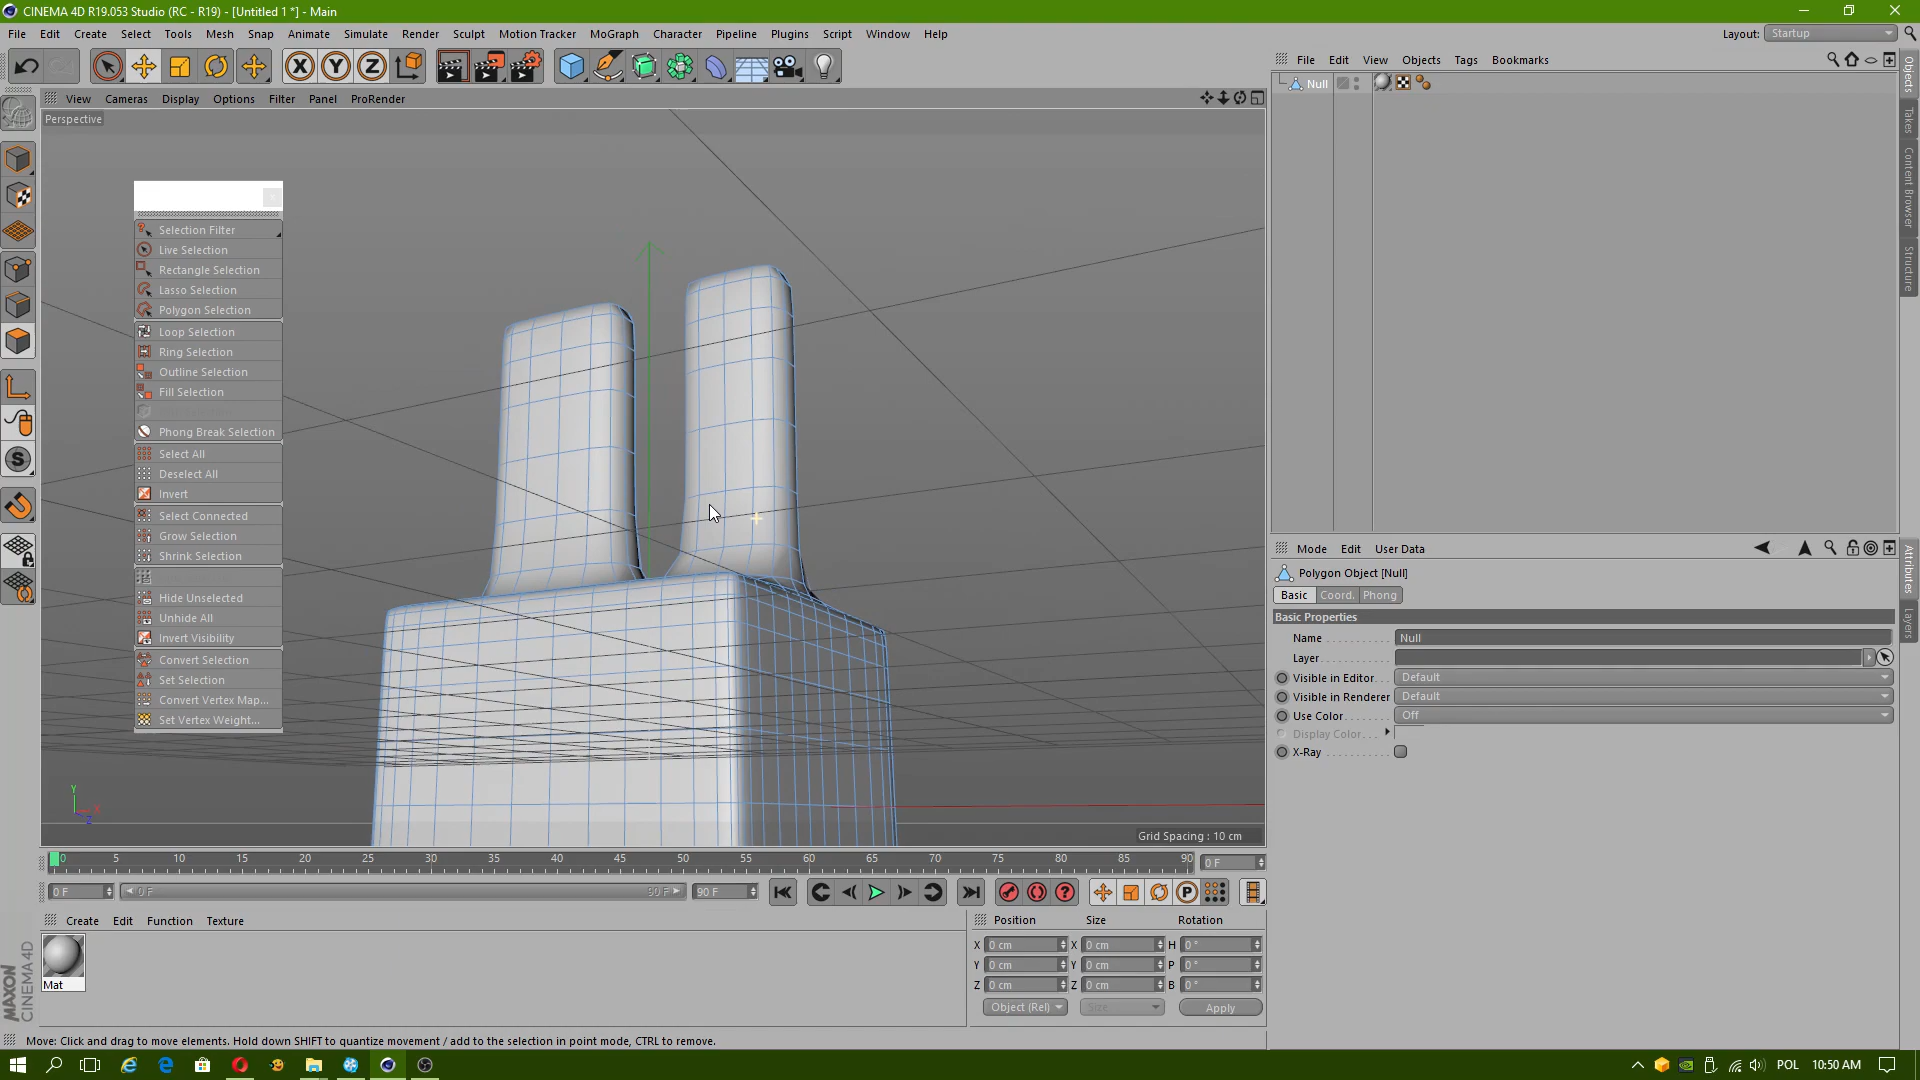 CINEMA 4D R19.053 Studio (RC - R19) - [Untitled 1 *] - Main
File Edit Create Select Tools Mesh Snap Animate Simulate Render Sculpt Motion Tracker MoGraph Character Pipeline Plugins Script Window Help
Layout: Startup
View Cameras Display Options Filter Panel ProRender
File Edit View Objects Tags Bookmarks
Perspective
Null
Objects
Takes
Content Browser
Structure
Selection Filter
Live Selection
Rectangle Selection
Lasso Selection
Polygon Selection
Loop Selection
Ring Selection
Outline Selection
Fill Selection
Phong Break Selection
Select All
Deselect All
Invert
Select Connected
Grow Selection
Shrink Selection
Hide Unselected
Unhide All
Invert Visibility
Convert Selection
Set Selection
Convert Vertex Map...
Set Vertex Weight...
Y
X
Z
Grid Spacing : 10 cm
Mode Edit User Data
Polygon Object [Null]
Basic Coord. Phong
Basic Properties
Name Null
Layer
Visible in Editor Default
Visible in Renderer Default
Use Color Off
Display Color
X-Ray
Attributes
Layers
0 5 10 15 20 25 30 35 40 45 50 55 60 65 70 75 80 85 90 0 F
0 F 0 F 90 F 90 F
Create Edit Function Texture
Mat
Position Size Rotation
X 0 cm X 0 cm H 0 °
Y 0 cm Y 0 cm P 0 °
Z 0 cm Z 0 cm B 0 °
Object (Rel) Size Apply
MAXON
CINEMA 4D
Move: Click and drag to move elements. Hold down SHIFT to quantize movement / add to the selection in point mode, CTRL to remove.
POL 10:50 AM